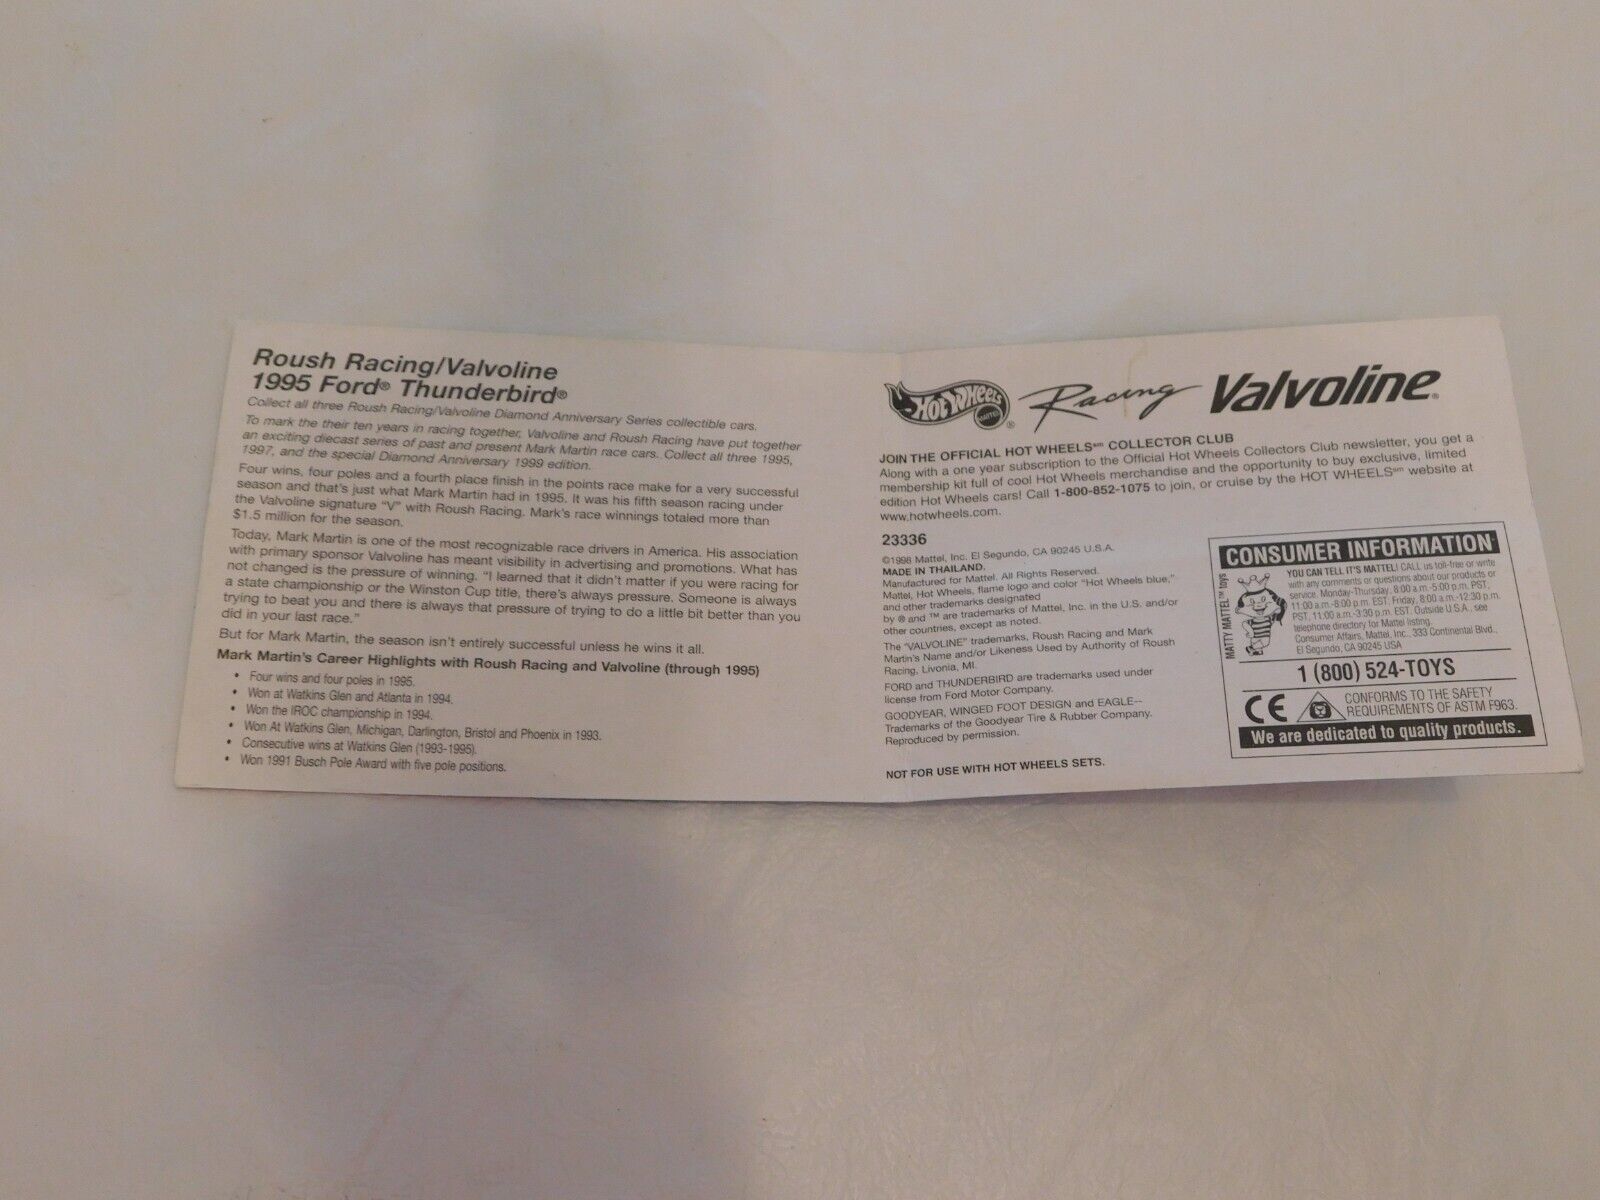 Roush Racing/Valvoline
1995 Ford® Thunderbird®
Collect all three Roush Racing/Valvoline Diamond Anniversary Series collectible cars.
To mark the their ten years in racing together, Valvoline and Roush Racing have put together
an exciting diecast series of past and present Mark Martin race cars. Collect all three 1995,
1997, and the special Diamond Anniversary 1999 edition.
Four wins, four poles and a fourth place finish in the points race make for a very successful
season and that's just what Mark Martin had in 1995. It was his fifth season racing under
the Valvoline signature "V" with Roush Racing. Mark's race winnings totaled more than
$1.5 million for the season.
Today, Mark Martin is one of the most recognizable race drivers in America. His association
with primary sponsor Valvoline has meant visibility in advertising and promotions. What has
not changed is the pressure of winning. "I learned that it didn't matter if you were racing for
a state championship or the Winston Cup title, there's always pressure. Someone is always
trying to beat you and there is always that pressure of trying to do a little bit better than you
did in your last race."
But for Mark Martin, the season isn't entirely successful unless he wins it all.
Mark Martin's Career Highlights with Roush Racing and Valvoline (through 1995)
• Four wins and four poles in 1995.
• Won at Watkins Glen and Atlanta in 1994.
• Won the IROC championship in 1994.
• Won At Watkins Glen, Michigan, Darlington, Bristol and Phoenix in 1993.
• Consecutive wins at Watkins Glen (1993-1995).
• Won 1991 Busch Pole Award with five pole positions.
Hot Wheels MATTEL ® Racing Valvoline®
JOIN THE OFFICIAL HOT WHEELS℠ COLLECTOR CLUB
Along with a one year subscription to the Official Hot Wheels Collectors Club newsletter, you get a
membership kit full of cool Hot Wheels merchandise and the opportunity to buy exclusive, limited
edition Hot Wheels cars! Call 1-800-852-1075 to join, or cruise by the HOT WHEELS℠ website at
www.hotwheels.com.
23336
©1998 Mattel, Inc. El Segundo, CA 90245 U.S.A.
MADE IN THAILAND.
Manufactured for Mattel. All Rights Reserved.
Mattel, Hot Wheels, flame logo and color "Hot Wheels blue,"
and other trademarks designated
by ® and ™ are trademarks of Mattel, Inc. in the U.S. and/or
other countries, except as noted.
The "VALVOLINE" trademarks, Roush Racing and Mark
Martin's Name and/or Likeness Used by Authority of Roush
Racing, Livonia, MI.
FORD and THUNDERBIRD are trademarks used under
license from Ford Motor Company.
GOODYEAR, WINGED FOOT DESIGN and EAGLE--
Trademarks of the Goodyear Tire & Rubber Company.
Reproduced by permission.
NOT FOR USE WITH HOT WHEELS SETS.
CONSUMER INFORMATION
MATTY MATTEL™ toys
YOU CAN TELL IT'S MATTEL! CALL us toll-free or write
with any comments or questions about our products or
service. Monday-Thursday, 8:00 a.m.-5:00 p.m. PST,
11:00 a.m.-8:00 p.m. EST, Friday, 8:00 a.m.-12:30 p.m.
PST, 11:00 a.m.-3:30 p.m. EST. Outside U.S.A., see
telephone directory for Mattel listing.
Consumer Affairs, Mattel, Inc., 333 Continental Blvd.,
El Segundo, CA 90245 USA
1 (800) 524-TOYS
CE CONFORMS TO THE SAFETY
REQUIREMENTS OF ASTM F963.
We are dedicated to quality products.